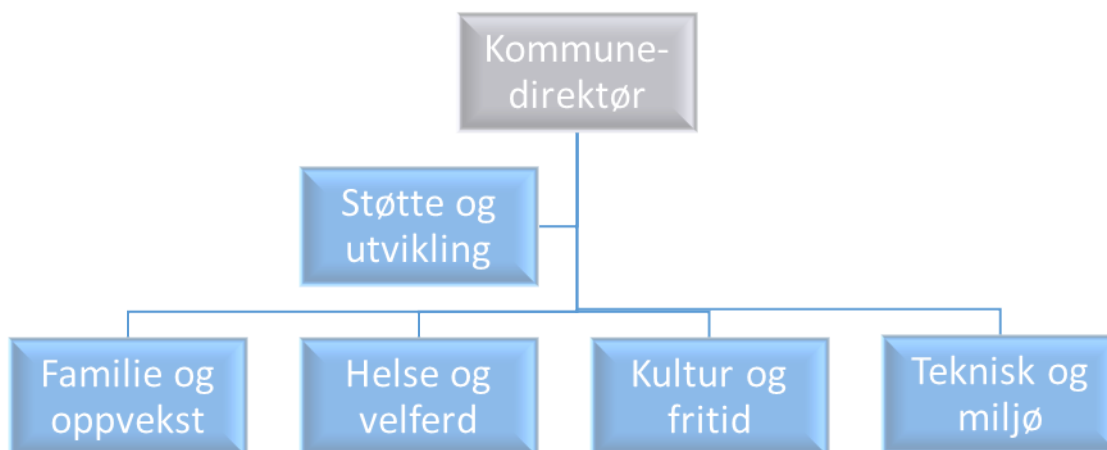 Kommune-
direktør
Støtte og
utvikling
Familie og
oppvekst
Helse og
velferd
Kultur og
fritid
Teknisk og
miljø